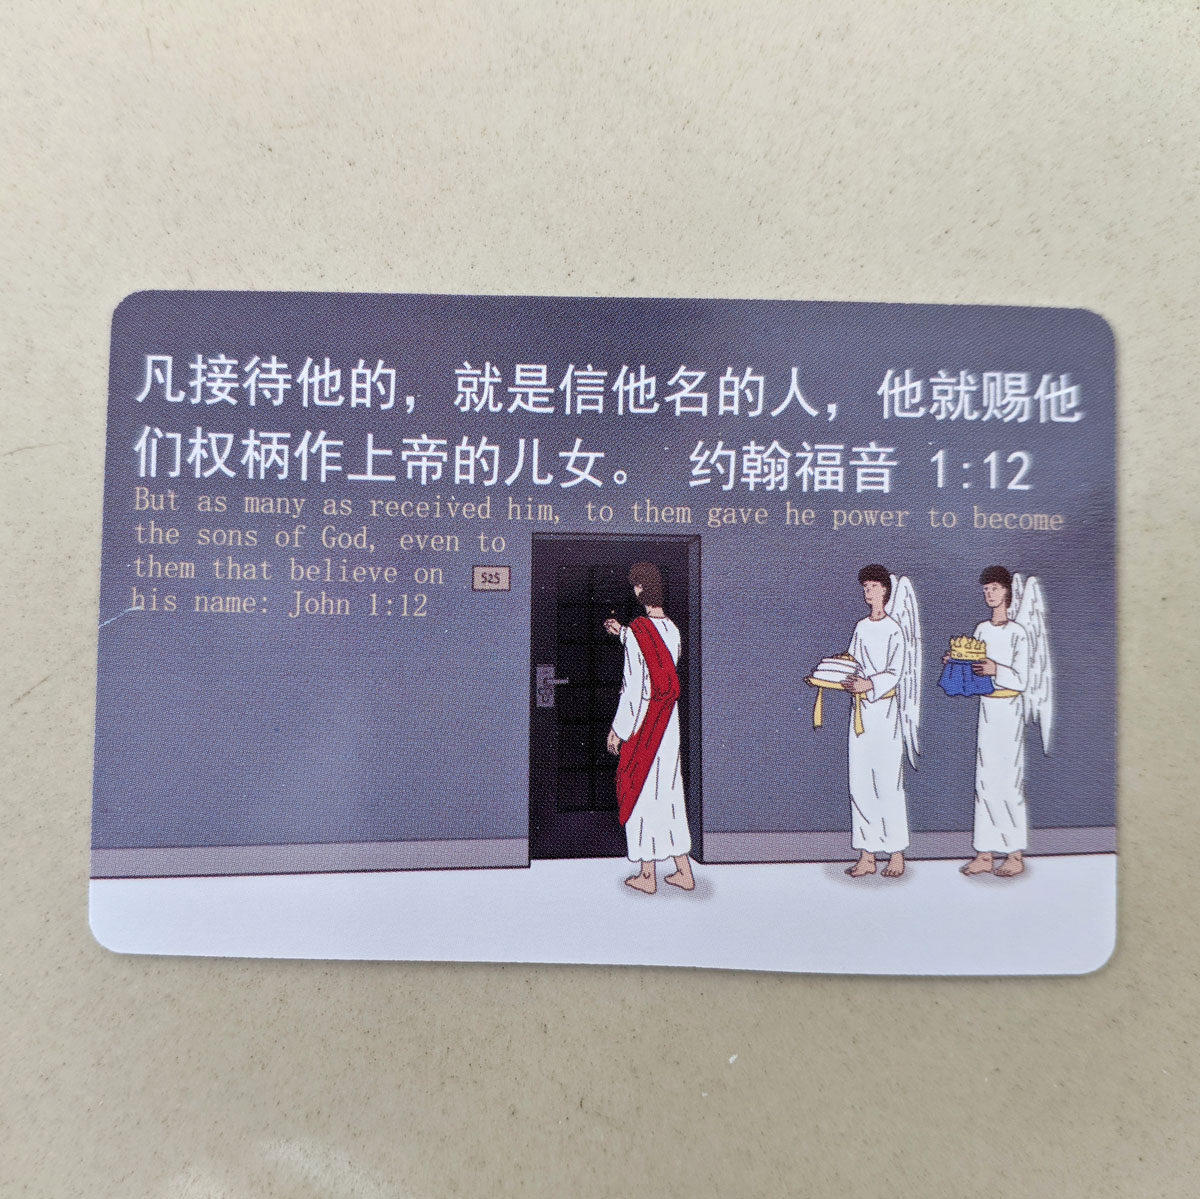 凡接待他的，就是信他名的人，他就赐他
们权柄作上帝的儿女。 约翰福音 1:12
But as many as received him, to them gave he power to become
the sons of God, even to
them that believe on
his name: John 1:12
525